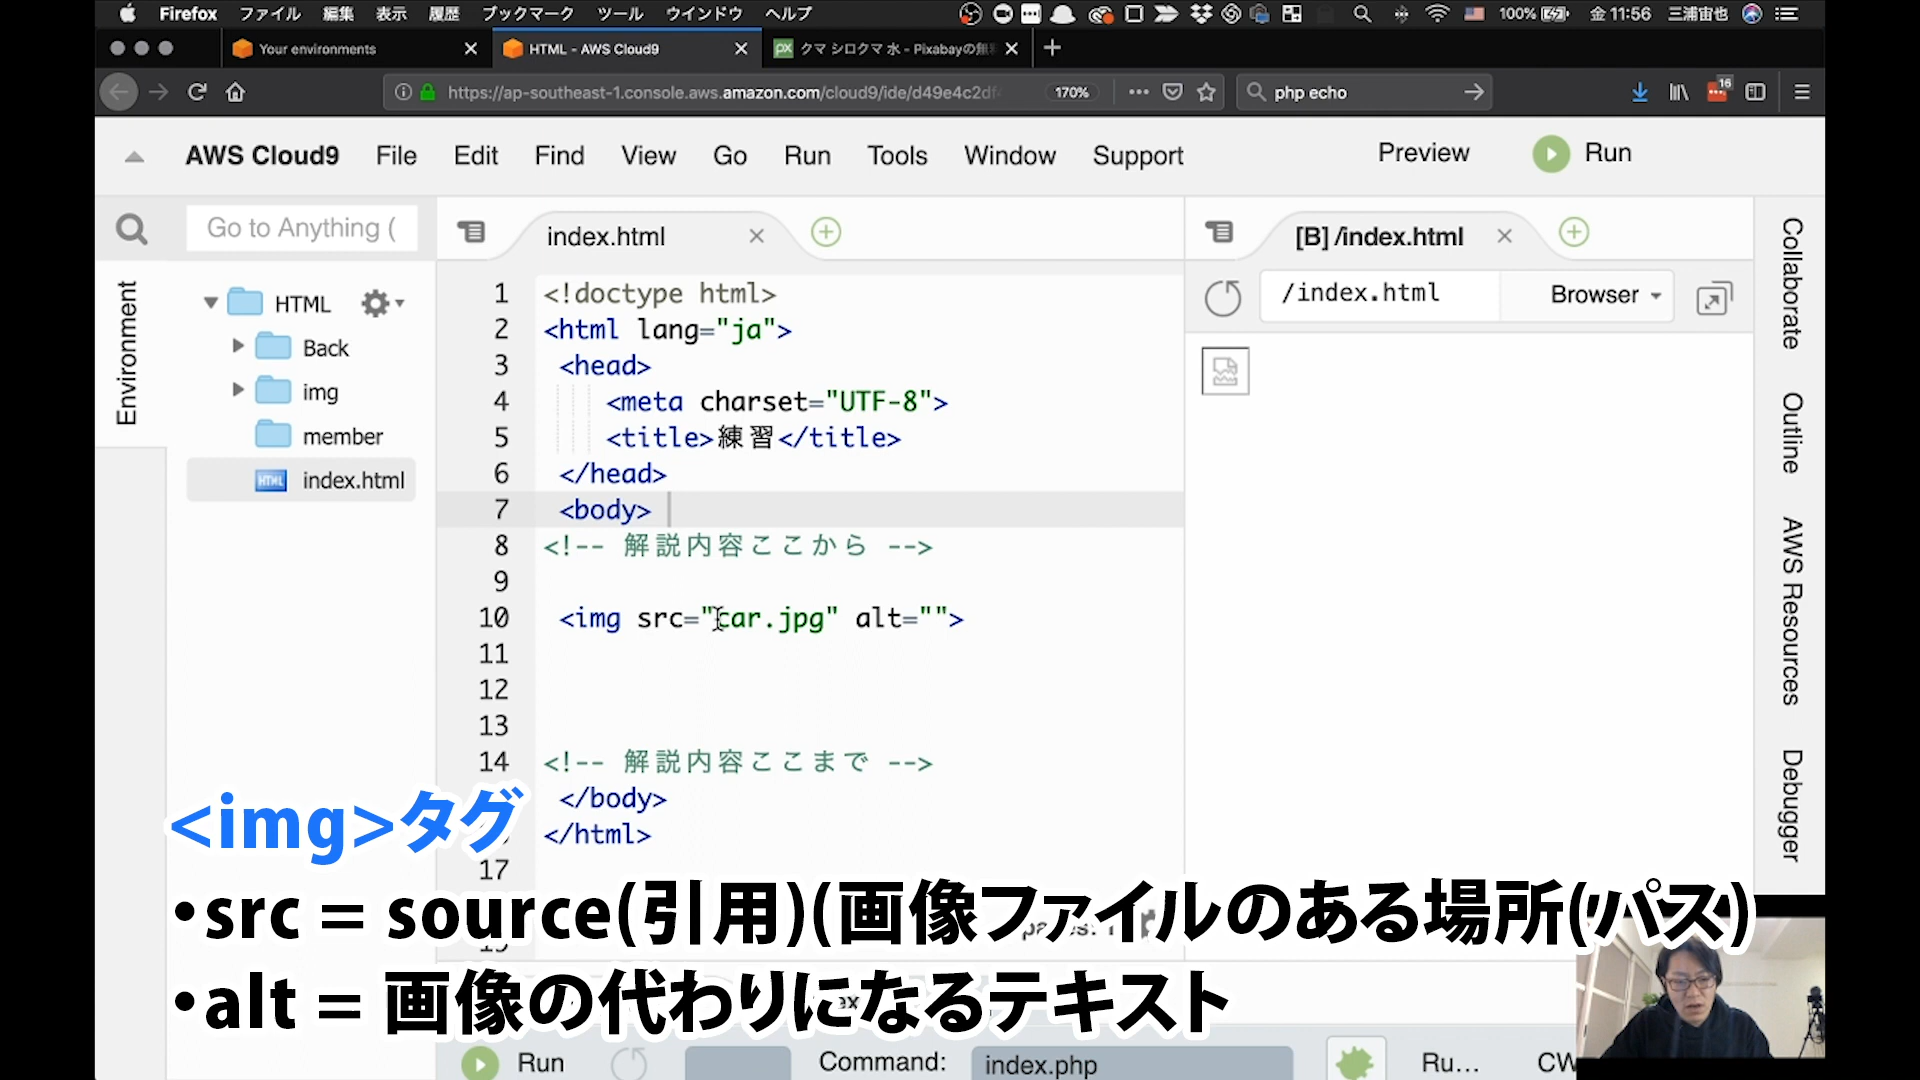 Firefox ファイル 編集 表示 履歴 ブックマーク ツール ウインドウ ヘルプ 100% 金 11:56 三浦宙也
Your environments
HTML - AWS Cloud9
クマ シロクマ 水 - Pixabayの無
https://ap-southeast-1.console.aws.amazon.com/cloud9/ide/d49e4c2df 170%
php echo
16
AWS Cloud9 File Edit Find View Go Run Tools Window Support Preview Run
Go to Anything (
Environment
HTML
Back
img
member
index.html
index.html
1 <!doctype html>
2 <html lang="ja">
3 <head>
4 <meta charset="UTF-8">
5 <title>練習</title>
6 </head>
7 <body>
8 <!-- 解説内容ここから -->
9
10 <img src="car.jpg" alt="">
11
12
13
14 <!-- 解説内容ここまで -->
</body>
</html>
17
[B] /index.html
/index.html Browser
Collaborate
Outline
AWS Resources
Debugger
<img>タグ
・src = source(引用)(画像ファイルのある場所(パス)
・alt = 画像の代わりになるテキスト
Run Command: index.php Ru... CW